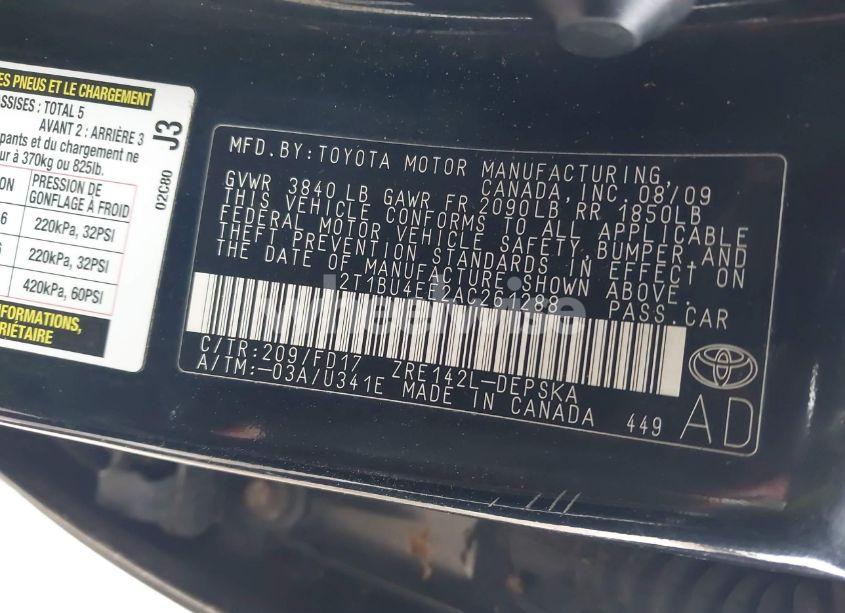 ES PNEUS ET LE CHARGEMENT
ASSISES : TOTAL 5
AVANT 2 : ARRIÈRE 3
pants et du chargement ne
ur à 370kg ou 825lb.
ON PRESSION DE
GONFLAGE À FROID
6 220kPa, 32PSI
6 220kPa, 32PSI
420kPa, 60PSI
INFORMATIONS,
RIÉTAIRE
J3
02C80
MFD.BY:TOYOTA MOTOR MANUFACTURING
CANADA,INC. 08/09
GVWR 3840 LB GAWR FR 2090LB RR 1850LB
THIS VEHICLE CONFORMS TO ALL APPLICABLE
FEDERAL MOTOR VEHICLE SAFETY,BUMPER,AND
THEFT PREVENTION STANDARDS IN EFFECT ON
THE DATE OF MANUFACTURE SHOWN ABOVE.
2T1BU4EE2AC261288 PASS.CAR
C/TR:209/FD17 ZRE142L-DEPSKA
A/TM:-03A/U341E MADE IN CANADA
449 AD